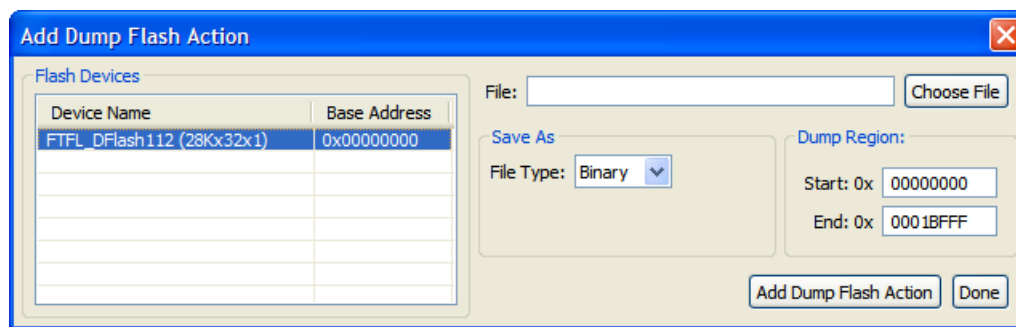 Add Dump Flash Action
Flash Devices
Device Name Base Address
FTFL_DFlash112 (28Kx32x1) 0x00000000
File: Choose File
Save As
File Type: Binary
Dump Region:
Start: 0x 00000000
End: 0x 0001BFFF
Add Dump Flash Action Done